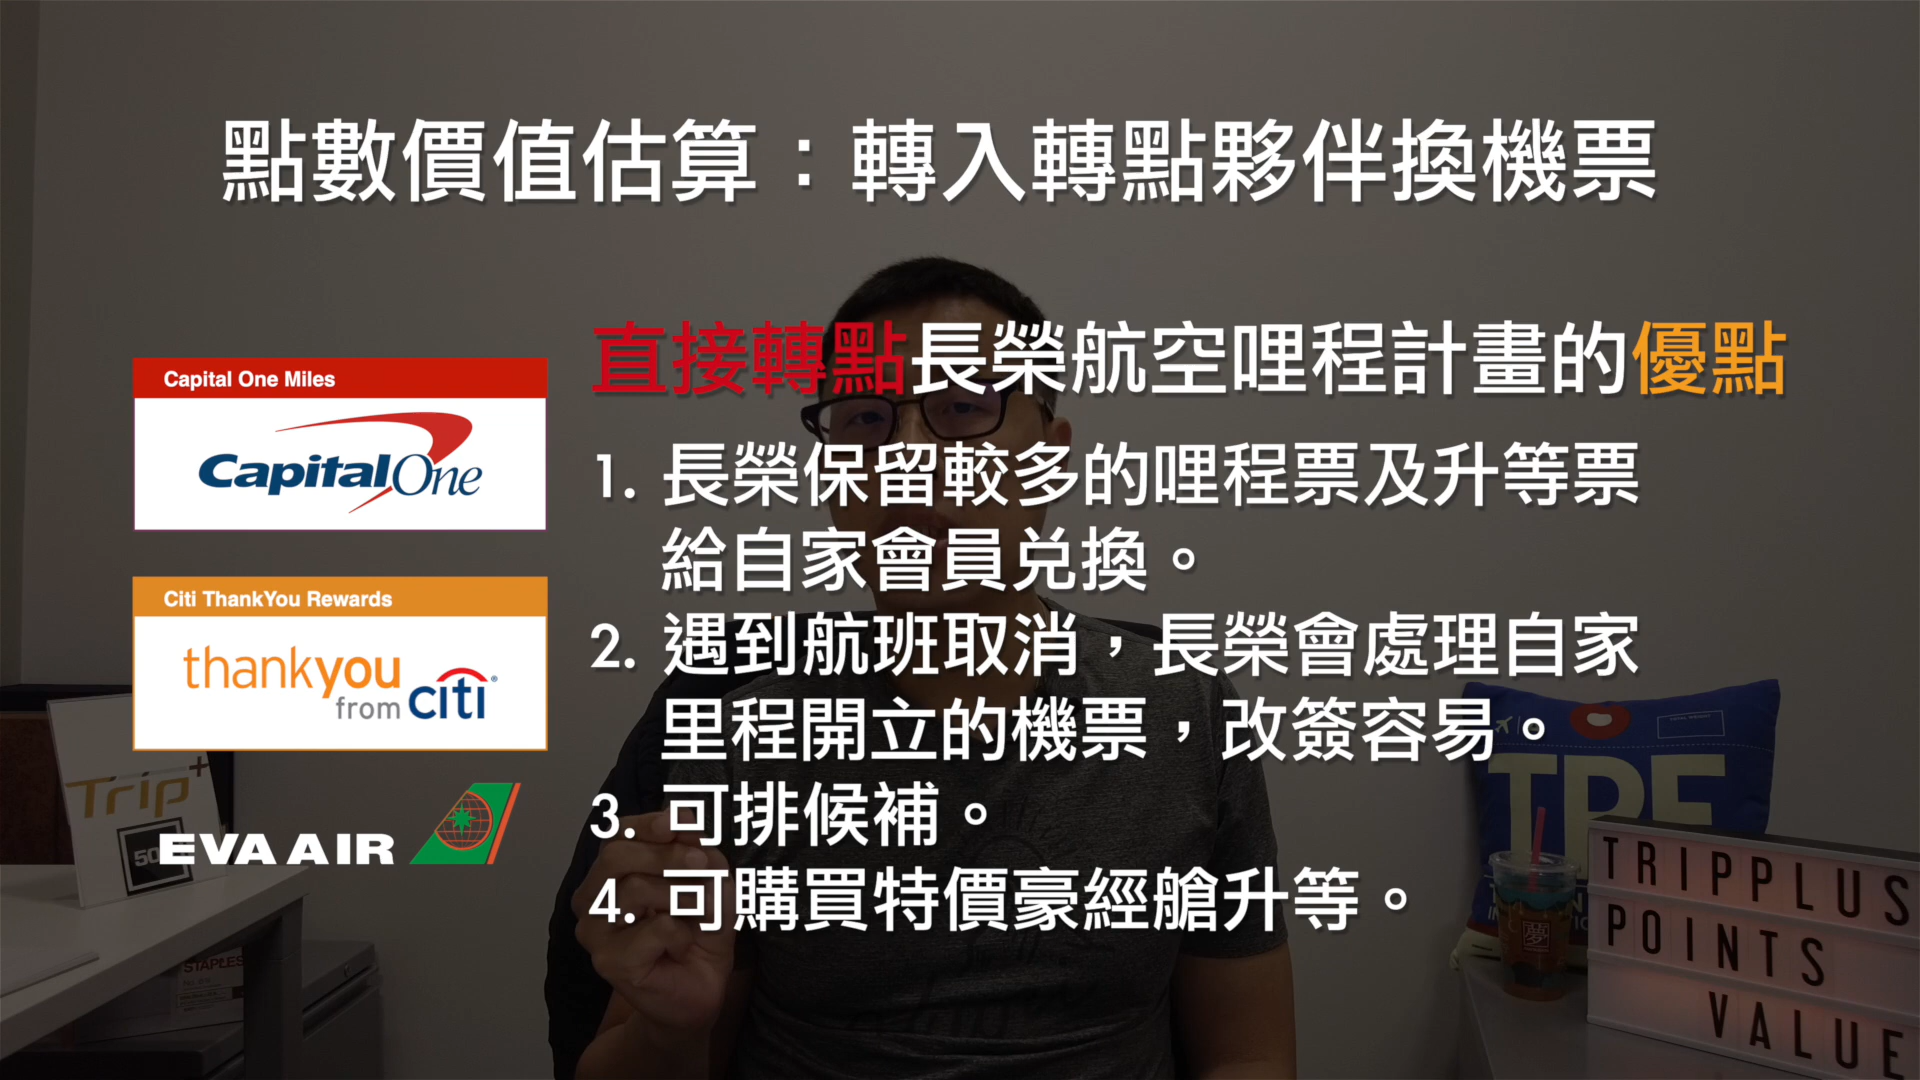 點數價值估算：轉入轉點夥伴換機票
直接轉點長榮航空哩程計畫的優點
Capital One Miles
CapitalOne
1. 長榮保留較多的哩程票及升等票
給自家會員兌換。
Citi ThankYou Rewards
thankyou
from citi
2. 遇到航班取消，長榮會處理自家
里程開立的機票，改簽容易。
3. 可排候補。
4. 可購買特價豪經艙升等。
EVA AIR
Trip+
50
STAPLES
TPE
夢
TRIPPLUS
POINTS
VALUE